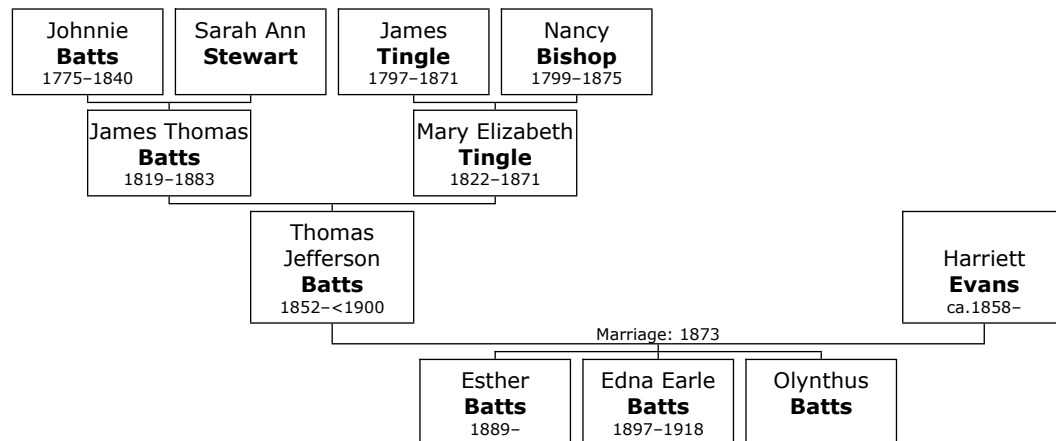 Johnnie
Batts
1775–1840
Sarah Ann
Stewart
James
Tingle
1797–1871
Nancy
Bishop
1799–1875
James Thomas
Batts
1819–1883
Mary Elizabeth
Tingle
1822–1871
Thomas
Jefferson
Batts
1852–<1900
Harriett
Evans
ca.1858–
Marriage: 1873
Esther
Batts
1889–
Edna Earle
Batts
1897–1918
Olynthus
Batts